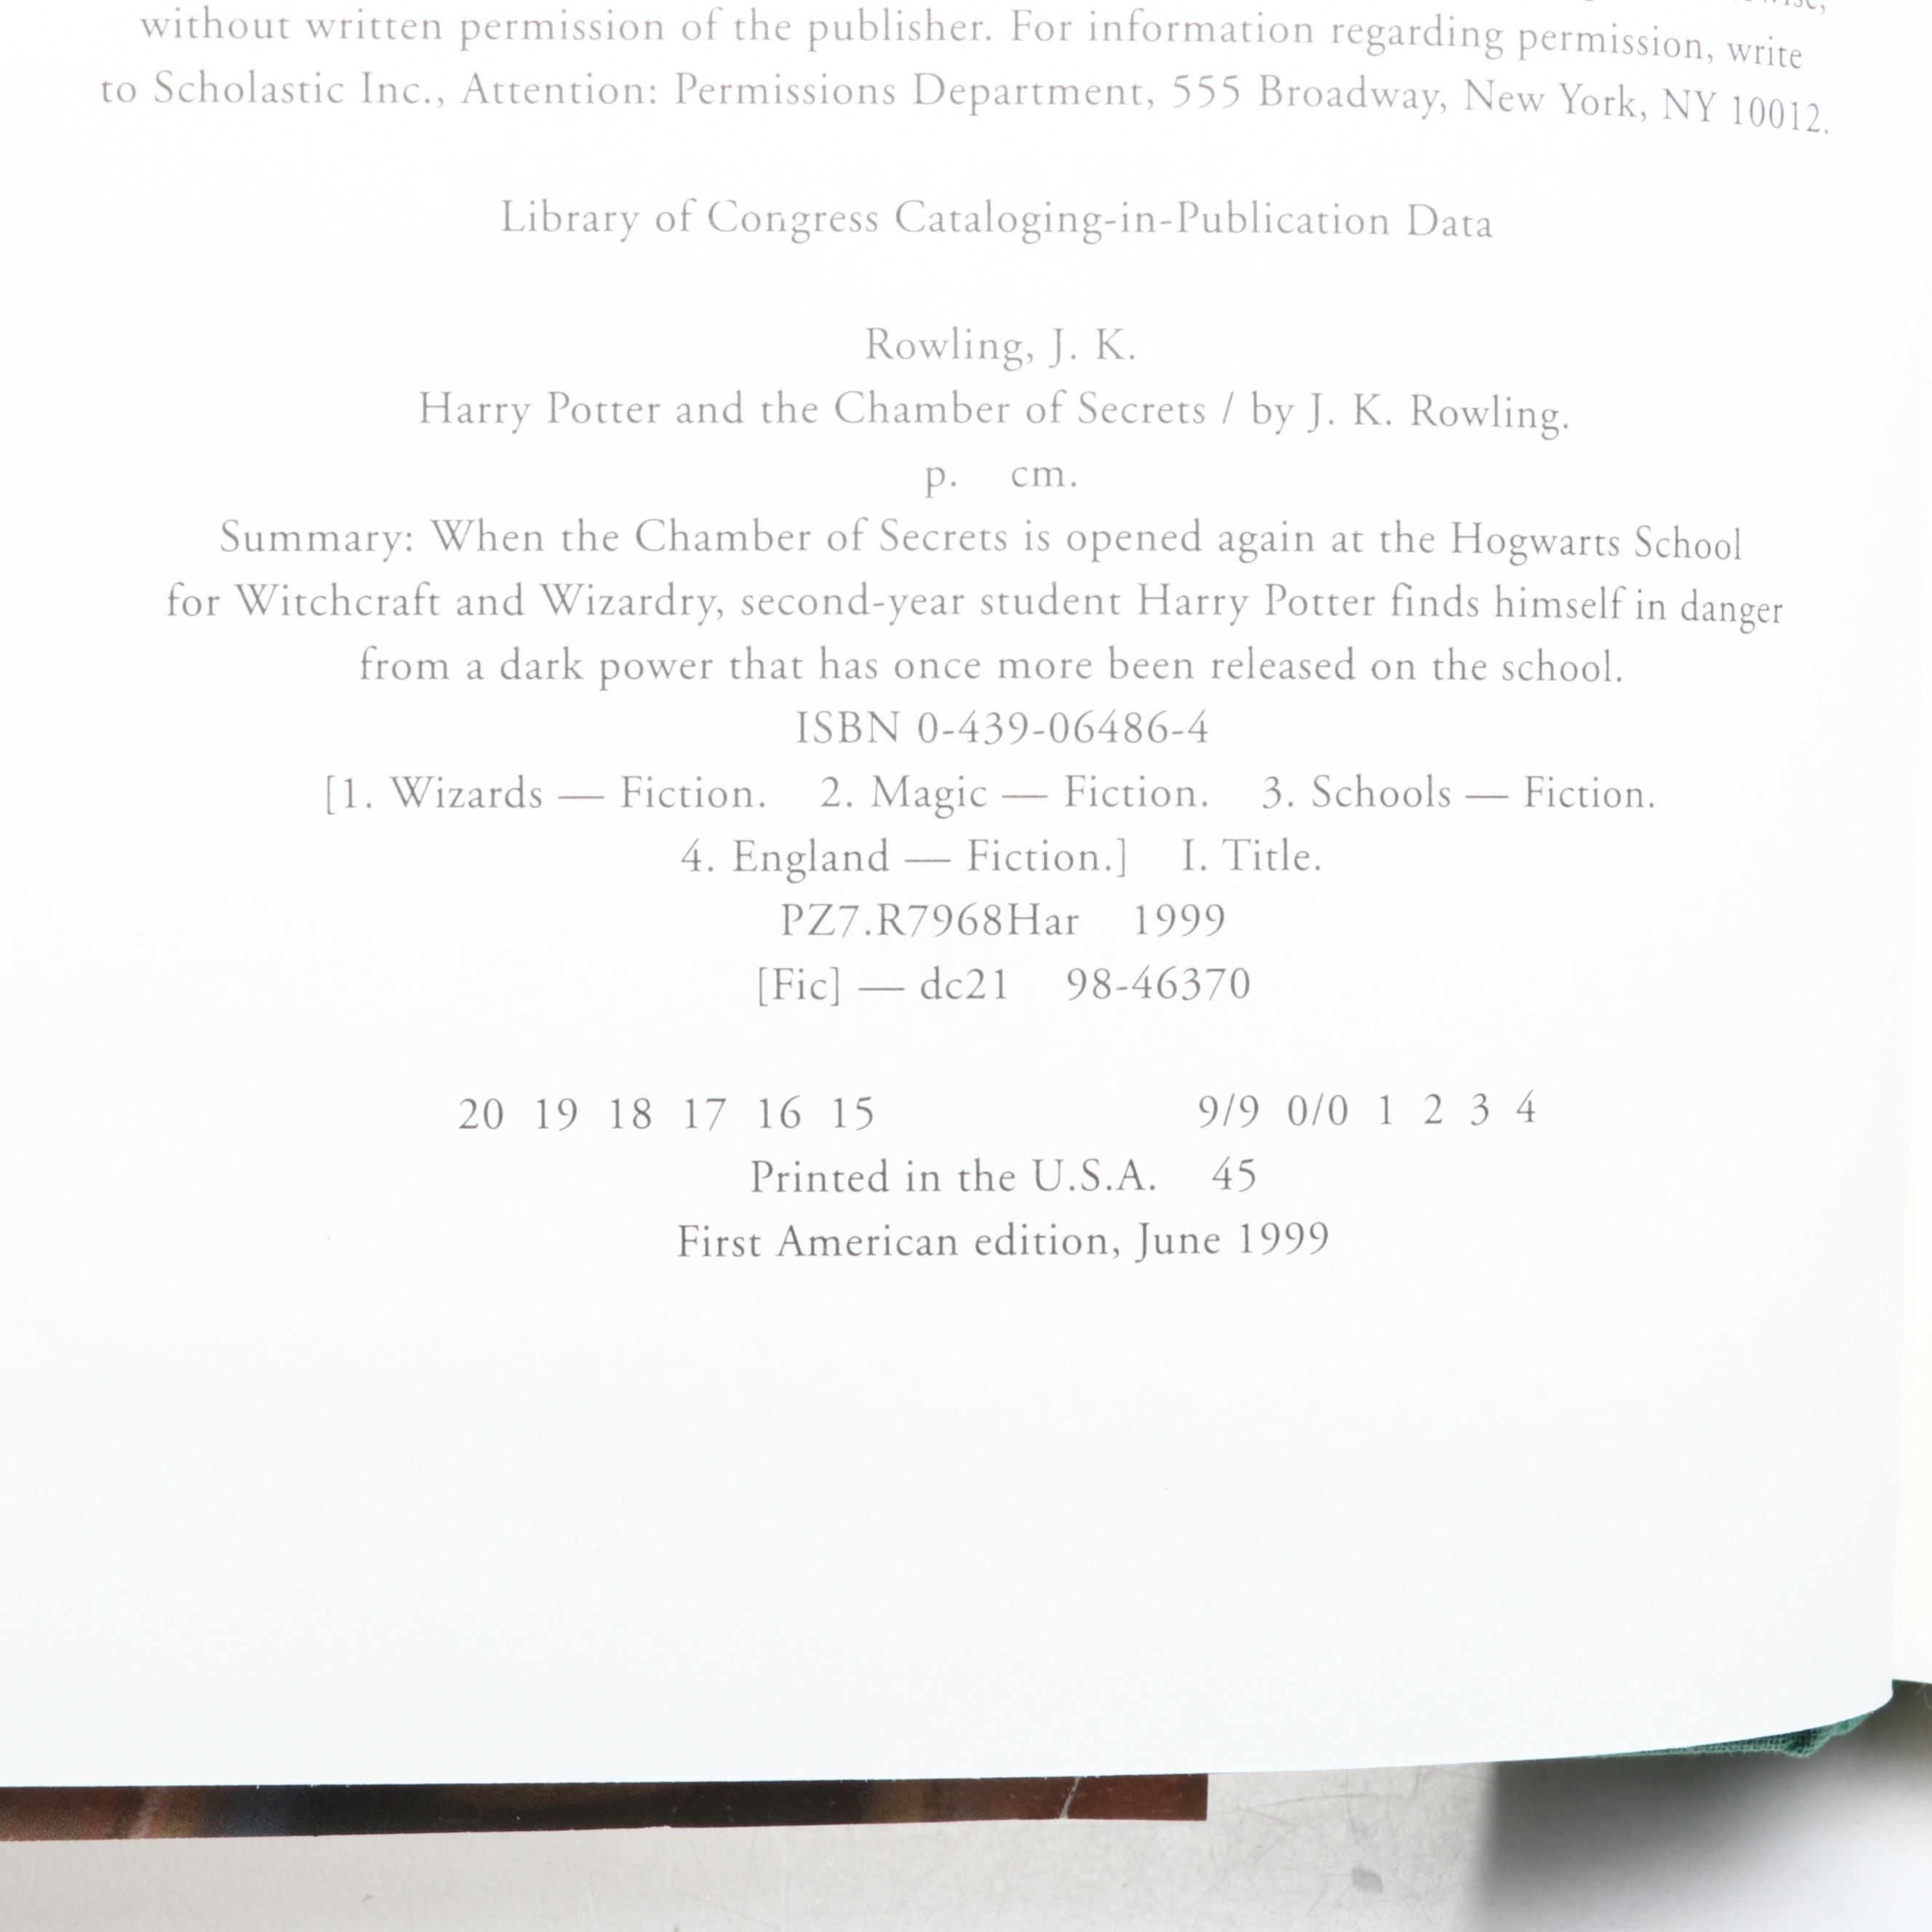 without written permission of the publisher. For information regarding permission, write
to Scholastic Inc., Attention: Permissions Department, 555 Broadway, New York, NY 10012.
Library of Congress Cataloging-in-Publication Data
Rowling, J. K.
Harry Potter and the Chamber of Secrets / by J. K. Rowling.
p. cm.
Summary: When the Chamber of Secrets is opened again at the Hogwarts School
for Witchcraft and Wizardry, second-year student Harry Potter finds himself in danger
from a dark power that has once more been released on the school.
ISBN 0-439-06486-4
[1. Wizards — Fiction. 2. Magic — Fiction. 3. Schools — Fiction.
4. England — Fiction.] I. Title.
PZ7.R7968Har 1999
[Fic] — dc21 98-46370
20 19 18 17 16 15 9/9 0/0 1 2 3 4
Printed in the U.S.A. 45
First American edition, June 1999